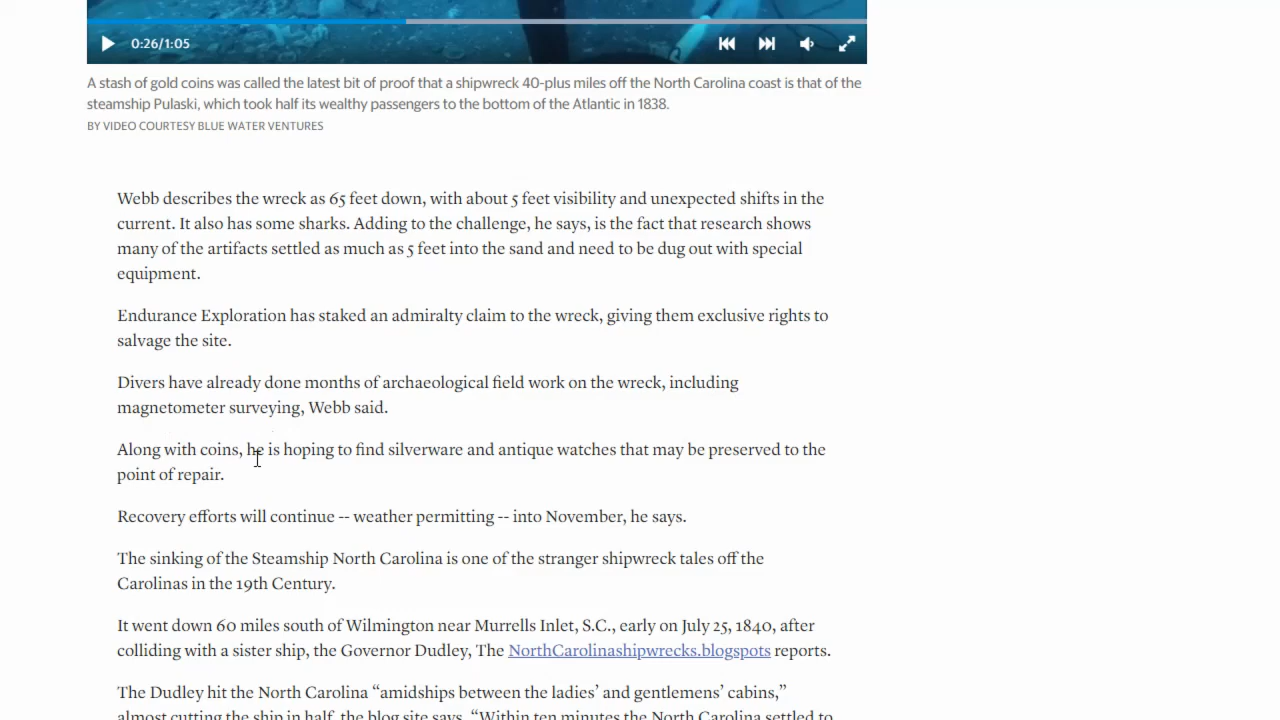 0:26/1:05
A stash of gold coins was called the latest bit of proof that a shipwreck 40-plus miles off the North Carolina coast is that of the
steamship Pulaski, which took half its wealthy passengers to the bottom of the Atlantic in 1838.
BY VIDEO COURTESY BLUE WATER VENTURES
Webb describes the wreck as 65 feet down, with about 5 feet visibility and unexpected shifts in the
current. It also has some sharks. Adding to the challenge, he says, is the fact that research shows
many of the artifacts settled as much as 5 feet into the sand and need to be dug out with special
equipment.
Endurance Exploration has staked an admiralty claim to the wreck, giving them exclusive rights to
salvage the site.
Divers have already done months of archaeological field work on the wreck, including
magnetometer surveying, Webb said.
Along with coins, he is hoping to find silverware and antique watches that may be preserved to the
point of repair.
Recovery efforts will continue -- weather permitting -- into November, he says.
The sinking of the Steamship North Carolina is one of the stranger shipwreck tales off the
Carolinas in the 19th Century.
It went down 60 miles south of Wilmington near Murrells Inlet, S.C., early on July 25, 1840, after
colliding with a sister ship, the Governor Dudley, The NorthCarolinashipwrecks.blogspots reports.
The Dudley hit the North Carolina “amidships between the ladies’ and gentlemens’ cabins,”
almost cutting the ship in half, the blog site says. “Within ten minutes the North Carolina settled to